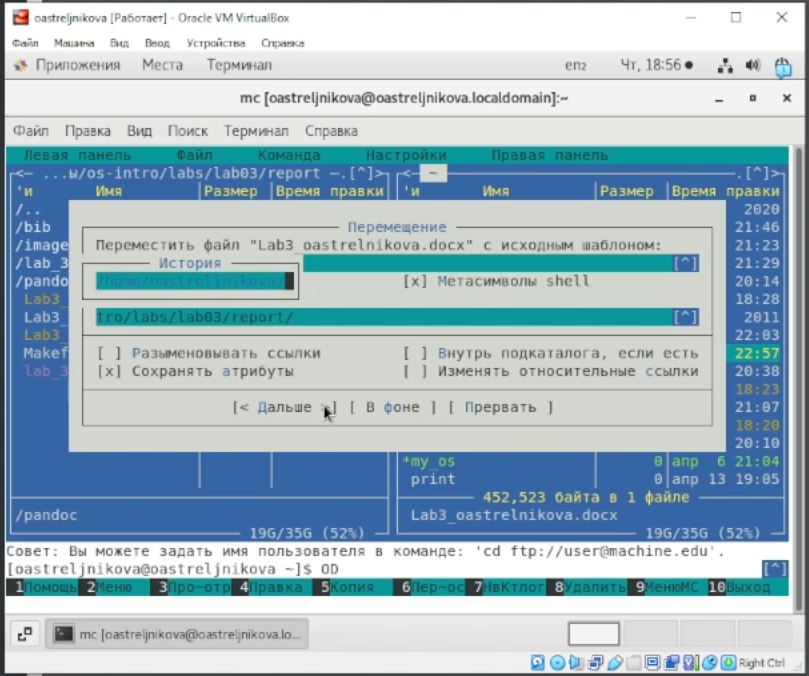 oastreljnikova [Работает] - Oracle VM VirtualBox
Файл Машина Вид Ввод Устройства Справка
Приложения Места Терминал en₂ Чт, 18:56
mc [oastreljnikova@oastreljnikova.localdomain]:~
Файл Правка Вид Поиск Терминал Справка
Левая панель Файл Команда Настройки Правая панель
<— ...ы/os-intro/labs/lab03/report —.[^]> <— ~ —.[^]>
'и Имя Размер Время правки 'и Имя Размер Время правки
/.. 2020
/bib 21:46
/image 21:23
/lab_3 21:29
/pando 20:14
Lab3_ 18:28
Lab3_ 2011
Lab3_ 22:03
Makef 22:57
lab_3 20:38
18:23
21:07
18:20
20:10
Перемещение
Переместить файл "Lab3_oastrelnikova.docx" с исходным шаблоном:
История [^]
/home/oastreljnikova/ [x] Метасимволы shell
tro/labs/lab03/report/ [^]
[ ] Разыменовывать ссылки [ ] Внутрь подкаталога, если есть
[x] Сохранять атрибуты [ ] Изменять относительные ссылки
[< Дальше >] [ В фоне ] [ Прервать ]
*my_os 0 апр 6 21:04
print 0 апр 13 19:05
452,523 байта в 1 файле
/pandoc Lab3_oastrelnikova.docx
19G/35G (52%) 19G/35G (52%)
Совет: Вы можете задать имя пользователя в команде: 'cd ftp://user@machine.edu'.
[oastreljnikova@oastreljnikova ~]$ OD [^]
1Помощь 2Меню 3Про~отр 4Правка 5Копия 6Пер~ос 7НвКтлог 8Удалить 9МенюМС 10Выход
mc [oastreljnikova@oastreljnikova.lo...
Right Ctrl